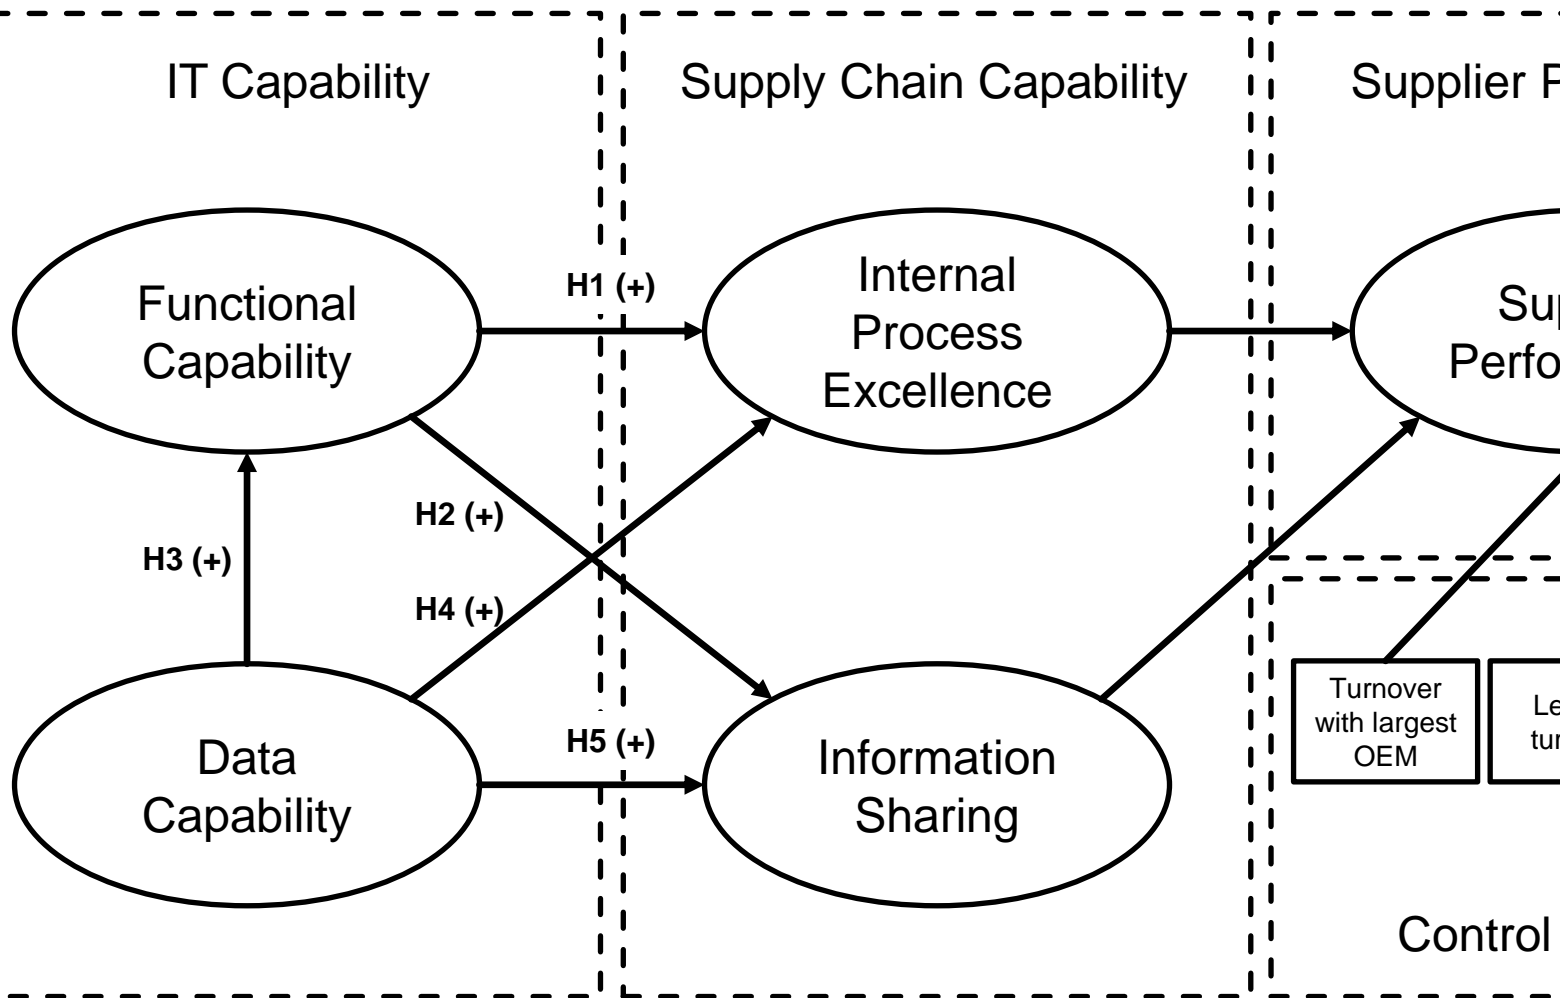 IT Capability
Supply Chain Capability
Supplier P
Functional
Capability
H1 (+)
Internal
Process
Excellence
Sup
Perfo
H2 (+)
H3 (+)
H4 (+)
Data
Capability
H5 (+)
Information
Sharing
Turnover
with largest
OEM
Le
tur
Control